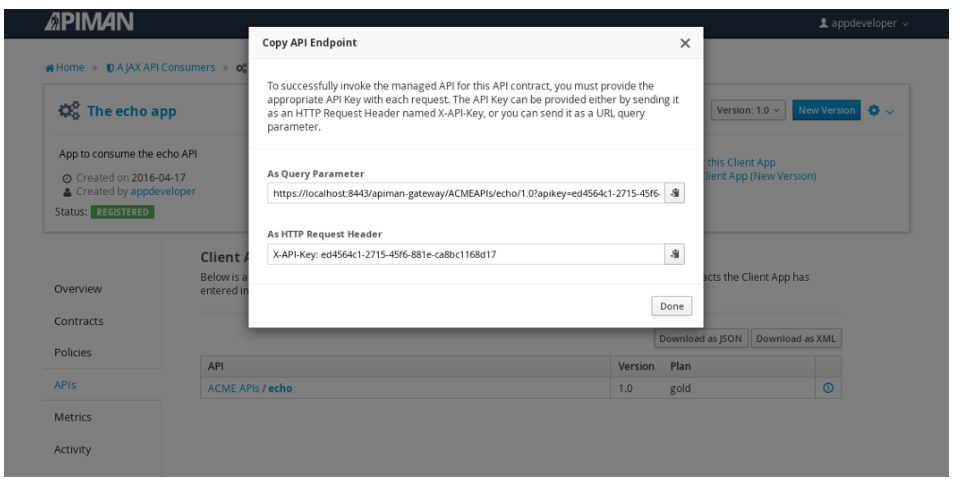 APIMAN
appdeveloper
Home » AJAX API Consumers »
Copy API Endpoint
To successfully invoke the managed API for this API contract, you must provide the
appropriate API Key with each request. The API Key can be provided either by sending it
as an HTTP Request Header named X-API-Key, or you can send it as a URL query
parameter.
The echo app
Version: 1.0
New Version
App to consume the echo API
this Client App
Client App (New Version)
Created on 2016-04-17
Created by appdeveloper
Status: REGISTERED
As Query Parameter
https://localhost:8443/apiman-gateway/ACMEAPIs/echo/1.0?apikey=ed4564c1-2715-45f6-
As HTTP Request Header
X-API-Key: ed4564c1-2715-45f6-881e-ca8bc1168d17
Done
Client
Below is a
entered in
the Client App has
Overview
Contracts
Policies
APIs
Metrics
Activity
Download as JSON
Download as XML
API Version Plan
ACME APIs / echo 1.0 gold